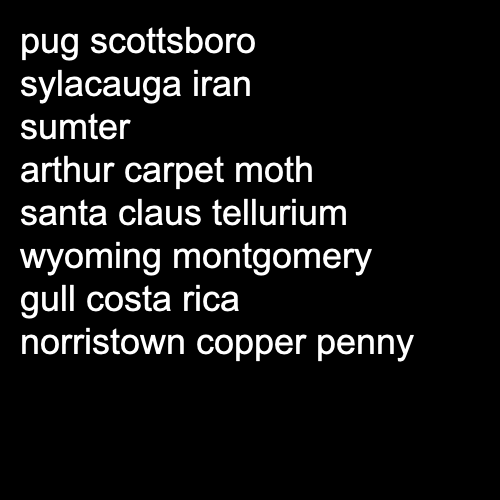 pug scottsboro
sylacauga iran
sumter
arthur carpet moth
santa claus tellurium
wyoming montgomery
gull costa rica
norristown copper penny